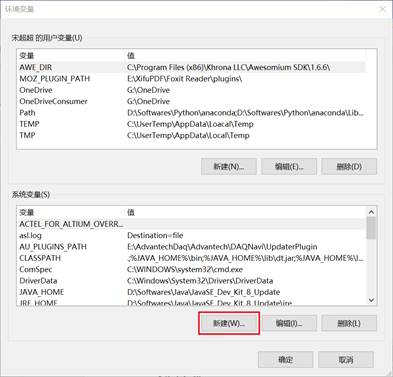 环境变量
宋超超 的用户变量(U)
变量 值
AWE_DIR C:\Program Files (x86)\Khrona LLC\Awesomium SDK\1.6.6\
MOZ_PLUGIN_PATH E:\XifuPDF\Foxit Reader\plugins\
OneDrive G:\OneDrive
OneDriveConsumer G:\OneDrive
Path D:\Softwares\Python\anaconda;D:\Softwares\Python\anaconda\Lib...
TEMP C:\UserTemp\AppData\Loacal\Temp
TMP C:\UserTemp\AppData\Local\Temp
新建(N)... 编辑(E)... 删除(D)
系统变量(S)
变量 值
ACTEL_FOR_ALTIUM_OVERR...
asl.log Destination=file
AU_PLUGINS_PATH E:\AdvantechDaq\Advantech\DAQNavi\UpdaterPlugin
CLASSPATH .;%JAVA_HOME%\bin;%JAVA_HOME%\lib\dt.jar;%JAVA_HOME%\l...
ComSpec C:\WINDOWS\system32\cmd.exe
DriverData C:\Windows\System32\Drivers\DriverData
JAVA_HOME D:\Softwares\Java\JavaSE_Dev_Kit_8_Update
JRE_HOME D:\Softwares\Java\JavaSE_Dev_Kit_8_Update\jre
新建(W)... 编辑(I)... 删除(L)
确定 取消